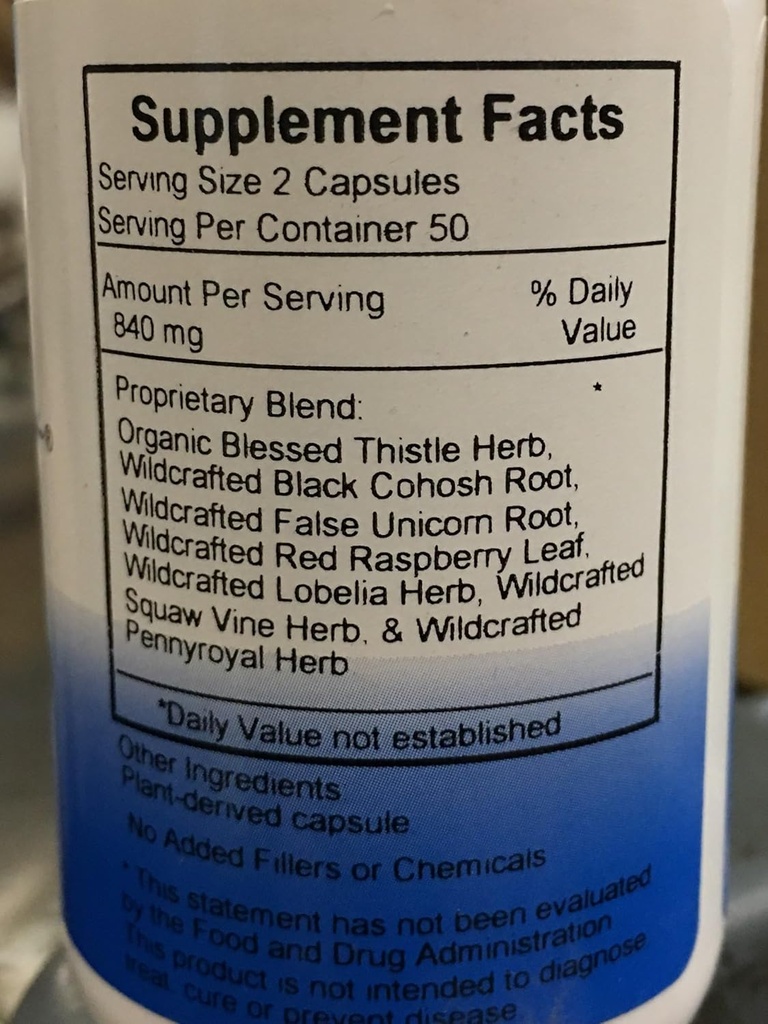 Supplement Facts
Serving Size 2 Capsules
Serving Per Container 50
Amount Per Serving % Daily
840 mg Value
Proprietary Blend: *
Organic Blessed Thistle Herb,
Wildcrafted Black Cohosh Root,
Wildcrafted False Unicorn Root,
Wildcrafted Red Raspberry Leaf,
Wildcrafted Lobelia Herb, Wildcrafted
Squaw Vine Herb, & Wildcrafted
Pennyroyal Herb
*Daily Value not established
Other Ingredients
Plant-derived capsule
No Added Fillers or Chemicals
* This statement has not been evaluated
by the Food and Drug Administration
This product is not intended to diagnose
treat, cure or prevent disease